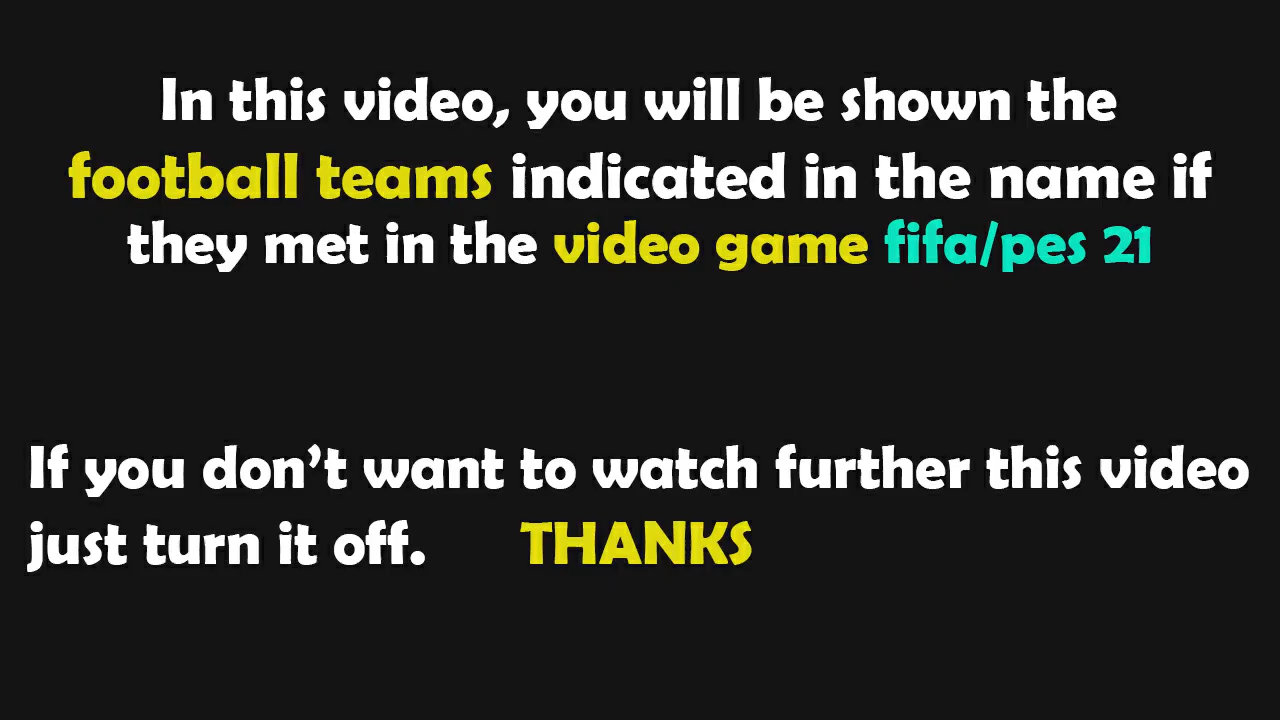 In this video, you will be shown the
football teams indicated in the name if
they met in the video game fifa/pes 21
If you don't want to watch further this video
just turn it off. THANKS